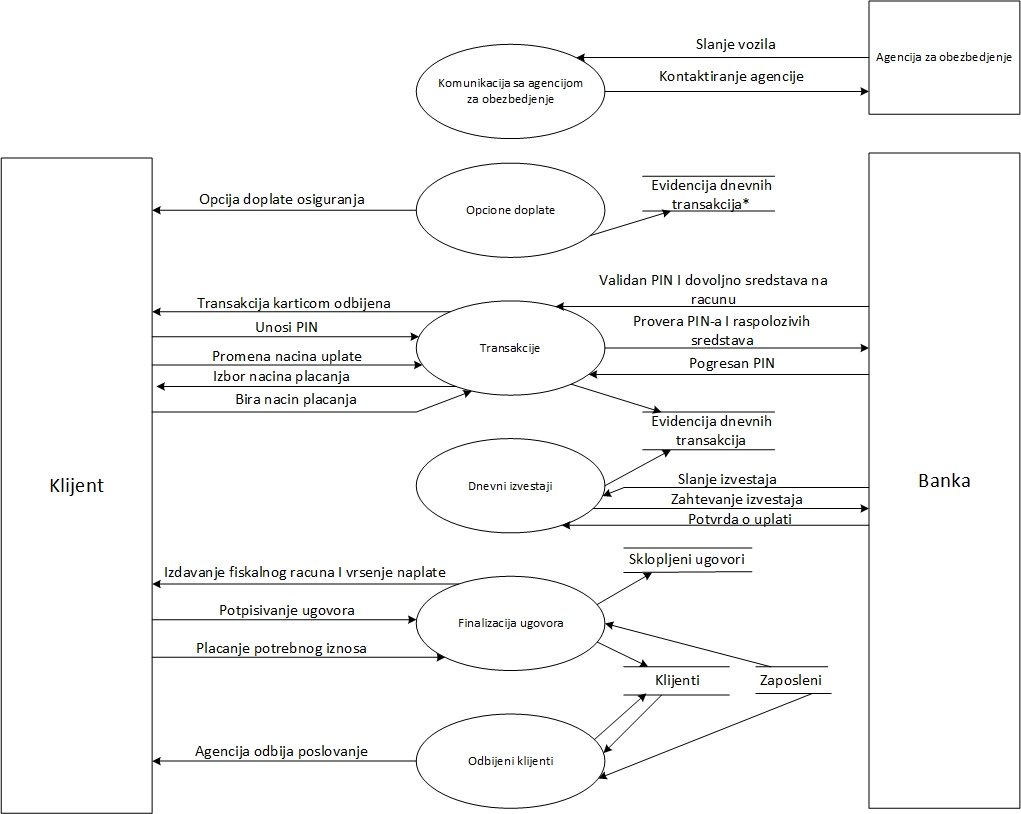 Slanje vozila
Agencija za obezbedjenje
Kontaktiranje agencije
Komunikacija sa agencijom
za obezbedjenje
Opcija doplate osiguranja
Opcione doplate
Evidencija dnevnih
transakcija*
Validan PIN I dovoljno sredstava na
racunu
Transakcija karticom odbijena
Unosi PIN
Provera PIN-a I raspolozivih
sredstava
Transakcije
Promena nacina uplate
Pogresan PIN
Izbor nacina placanja
Bira nacin placanja
Evidencija dnevnih
transakcija
Klijent
Dnevni izvestaji
Slanje izvestaja
Banka
Zahtevanje izvestaja
Potvrda o uplati
Sklopljeni ugovori
Izdavanje fiskalnog racuna I vrsenje naplate
Potpisivanje ugovora
Finalizacija ugovora
Placanje potrebnog iznosa
Klijenti
Zaposleni
Agencija odbija poslovanje
Odbijeni klijenti